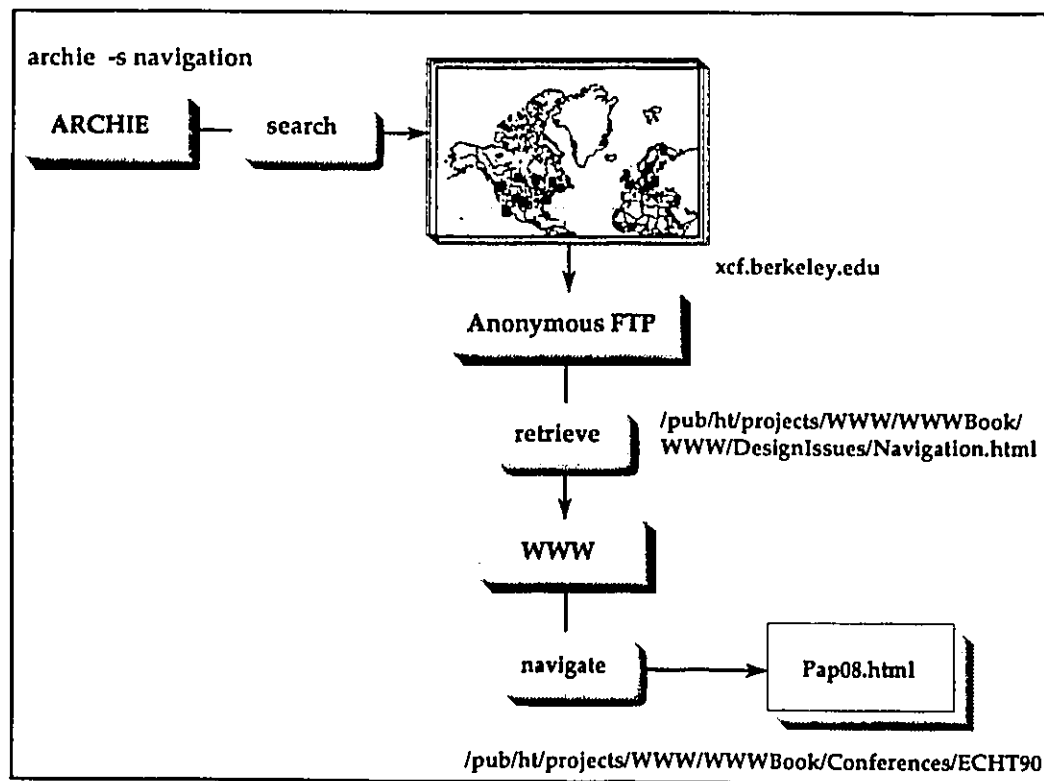 archie -s navigation
ARCHIE
search
xcf.berkeley.edu
Anonymous FTP
retrieve
/pub/ht/projects/WWW/WWWBook/
WWW/DesignIssues/Navigation.html
WWW
navigate
Pap08.html
/pub/ht/projects/WWW/WWWBook/Conferences/ECHT90